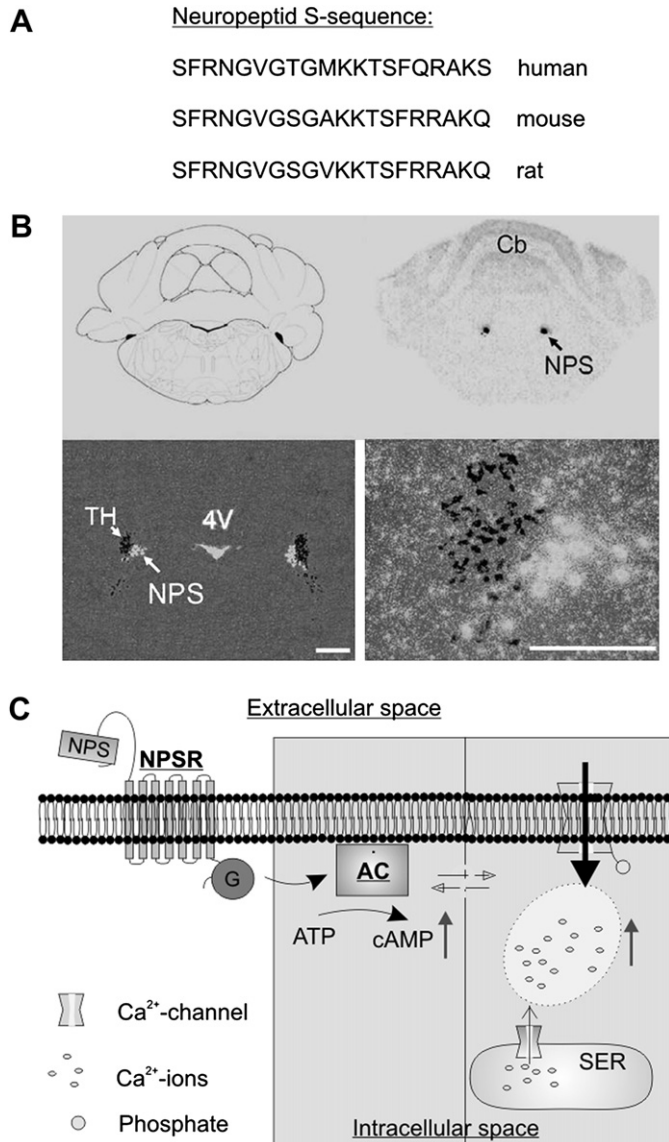 A
Neuropeptid S-sequence:
SFRNGVGTGMKKTSFQRAKS human
SFRNGVGSGAKKTSFRRAKQ mouse
SFRNGVGSGVKKTSFRRAKQ rat
B
Cb
NPS
TH
4V
NPS
C
Extracellular space
NPS
NPSR
G
AC
ATP
cAMP
Ca²⁺-channel
Ca²⁺-ions
Phosphate
SER
Intracellular space